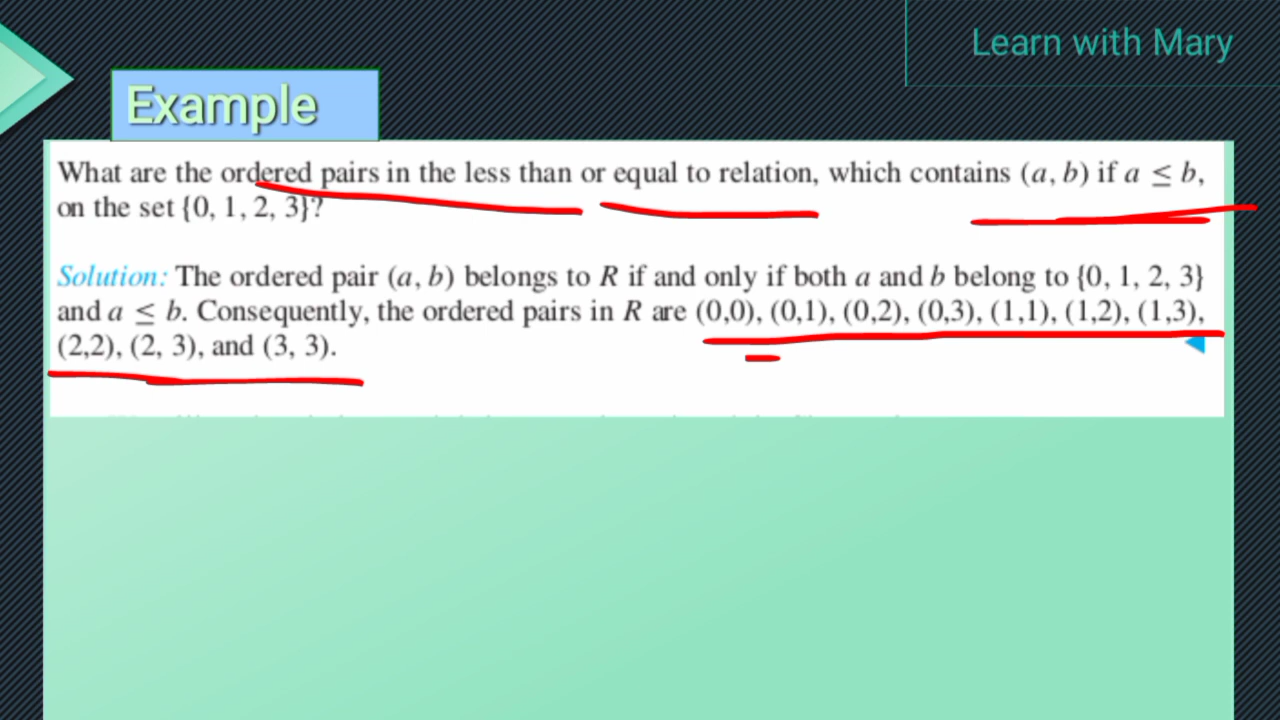 Learn with Mary
Example
What are the ordered pairs in the less than or equal to relation, which contains (a, b) if a ≤ b,
on the set {0, 1, 2, 3}?
Solution: The ordered pair (a, b) belongs to R if and only if both a and b belong to {0, 1, 2, 3}
and a ≤ b. Consequently, the ordered pairs in R are (0,0), (0,1), (0,2), (0,3), (1,1), (1,2), (1,3),
(2,2), (2, 3), and (3, 3).